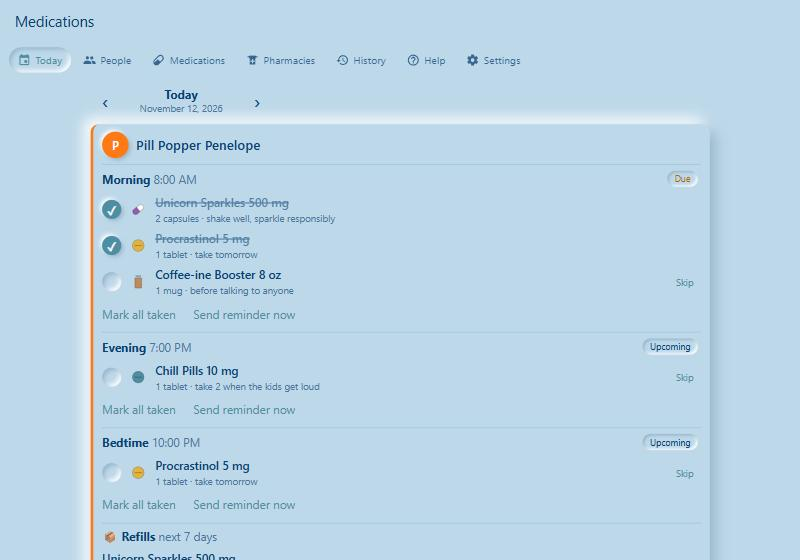 Medications
Today People Medications Pharmacies History Help Settings
‹ Today ›
November 12, 2026
P Pill Popper Penelope
Morning 8:00 AM Due
Unicorn Sparkles 500 mg
2 capsules · shake well, sparkle responsibly
Procrastinol 5 mg
1 tablet · take tomorrow
Coffee-ine Booster 8 oz
1 mug · before talking to anyone
Skip
Mark all taken Send reminder now
Evening 7:00 PM Upcoming
Chill Pills 10 mg
1 tablet · take 2 when the kids get loud
Skip
Mark all taken Send reminder now
Bedtime 10:00 PM Upcoming
Procrastinol 5 mg
1 tablet · take tomorrow
Skip
Mark all taken Send reminder now
Refills next 7 days
Unicorn Sparkles 500 mg